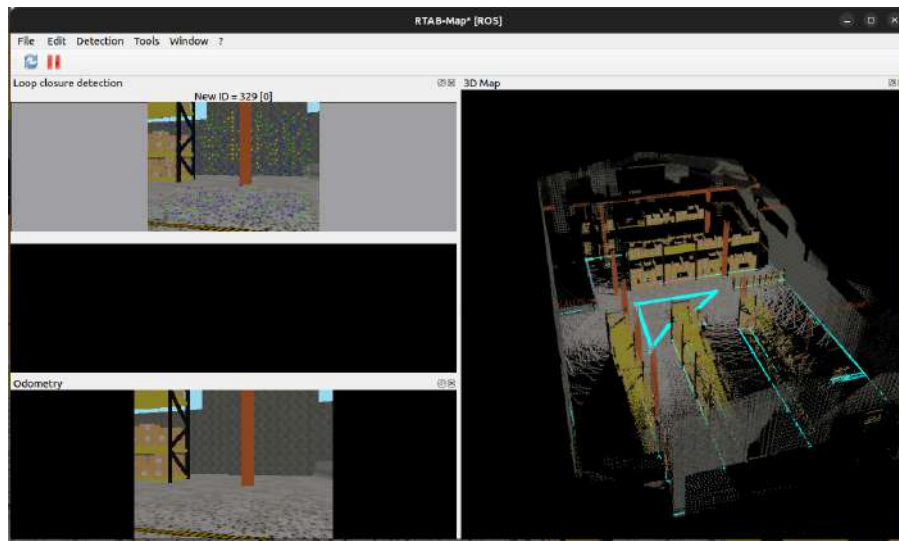 RTAB-Map* [ROS]
File Edit Detection Tools Window ?
Loop closure detection
3D Map
New ID = 329 [0]
Odometry